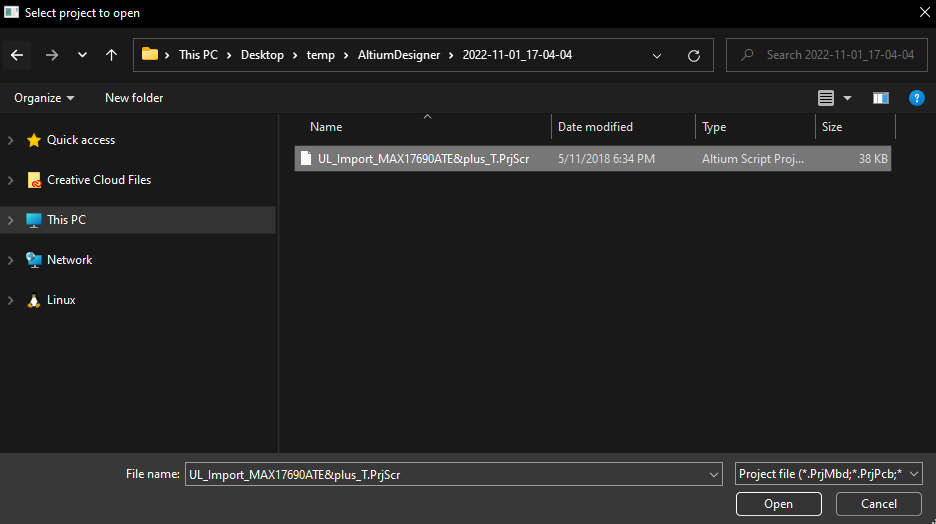 Select project to open
This PC > Desktop > temp > AltiumDesigner > 2022-11-01_17-04-04
Search 2022-11-01_17-04-04
Organize
New folder
?
Name
Date modified
Type
Size
Quick access
Creative Cloud Files
This PC
Network
Linux
UL_Import_MAX17690ATE&plus_T.PrjScr
5/11/2018 6:34 PM
Altium Script Proj...
38 KB
File name:
UL_Import_MAX17690ATE&plus_T.PrjScr
Project file (*.PrjMbd;*.PrjPcb;*
Open
Cancel